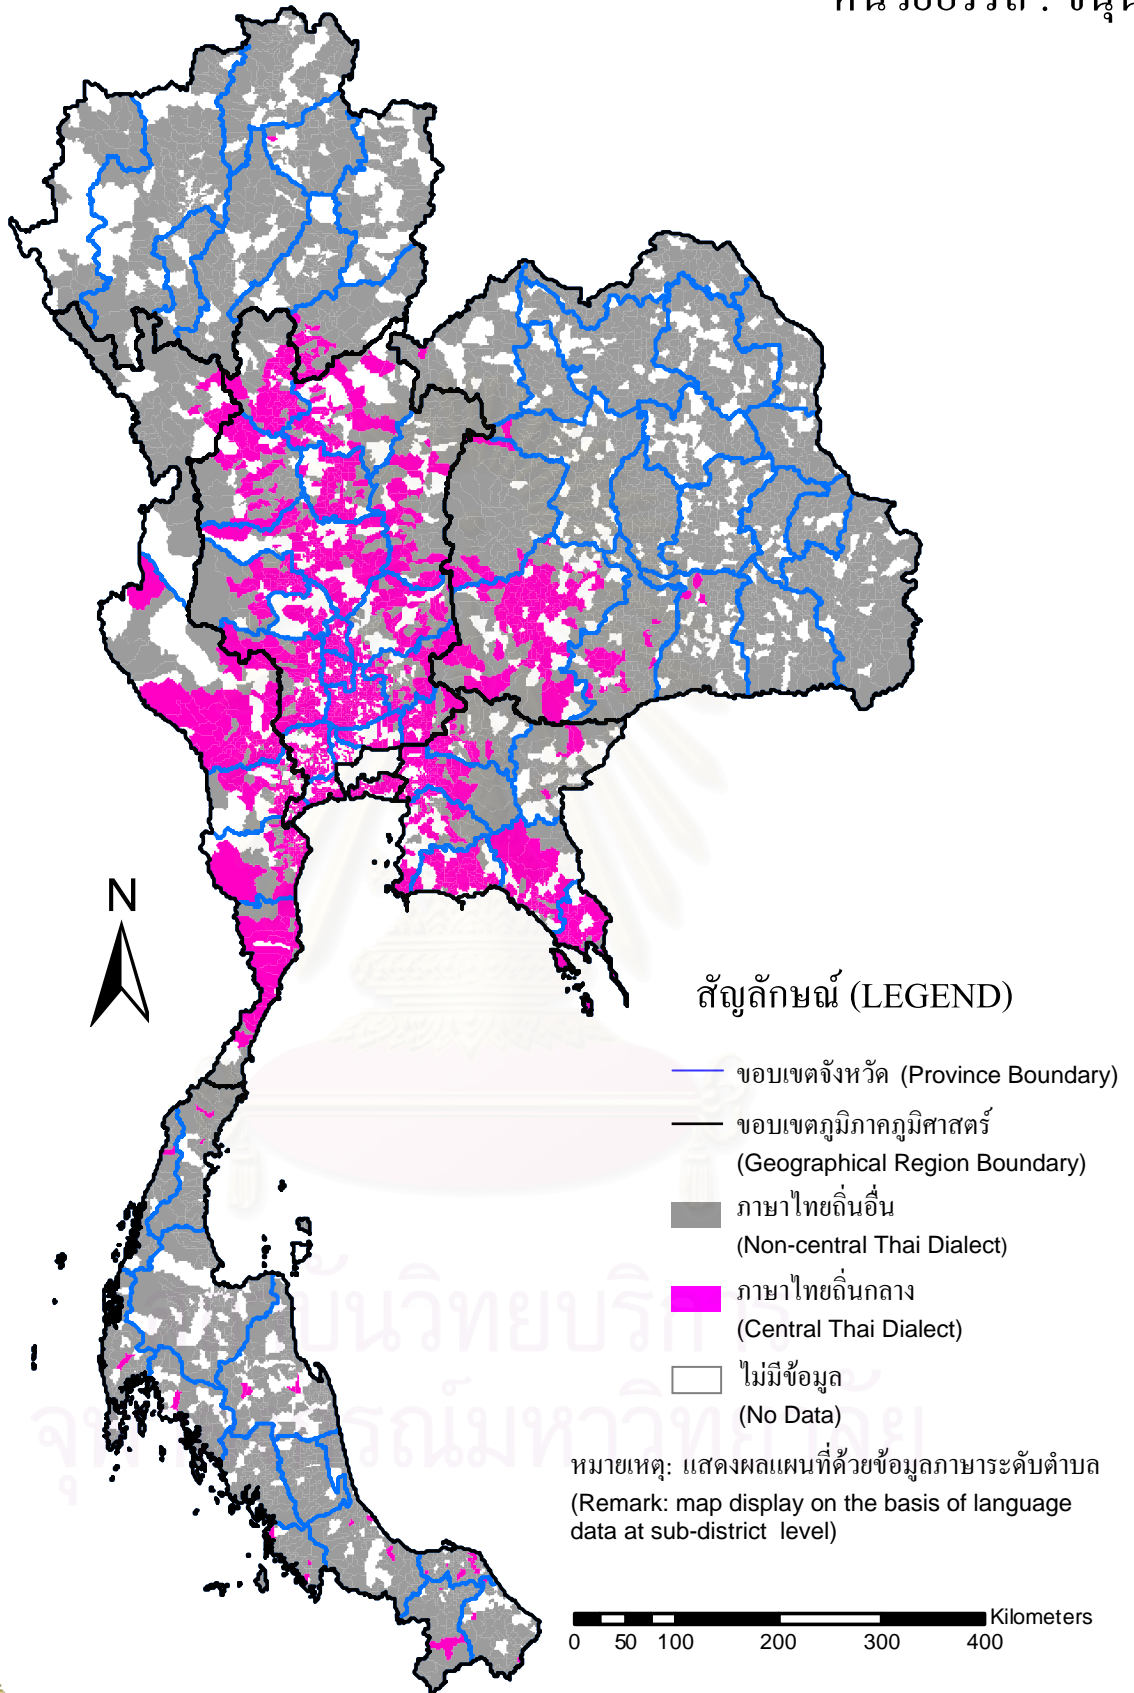 N
สัญลักษณ์ (LEGEND)
ขอบเขตจังหวัด (Province Boundary)
ขอบเขตภูมิภาคภูมิศาสตร์
(Geographical Region Boundary)
ภาษาไทยถิ่นอื่น
(Non-central Thai Dialect)
ภาษาไทยถิ่นกลาง
(Central Thai Dialect)
ไม่มีข้อมูล
(No Data)
หมายเหตุ: แสดงผลแผนที่ด้วยข้อมูลภาษาระดับตำบล
(Remark: map display on the basis of language
data at sub-district level)
Kilometers
0 50 100 200 300 400